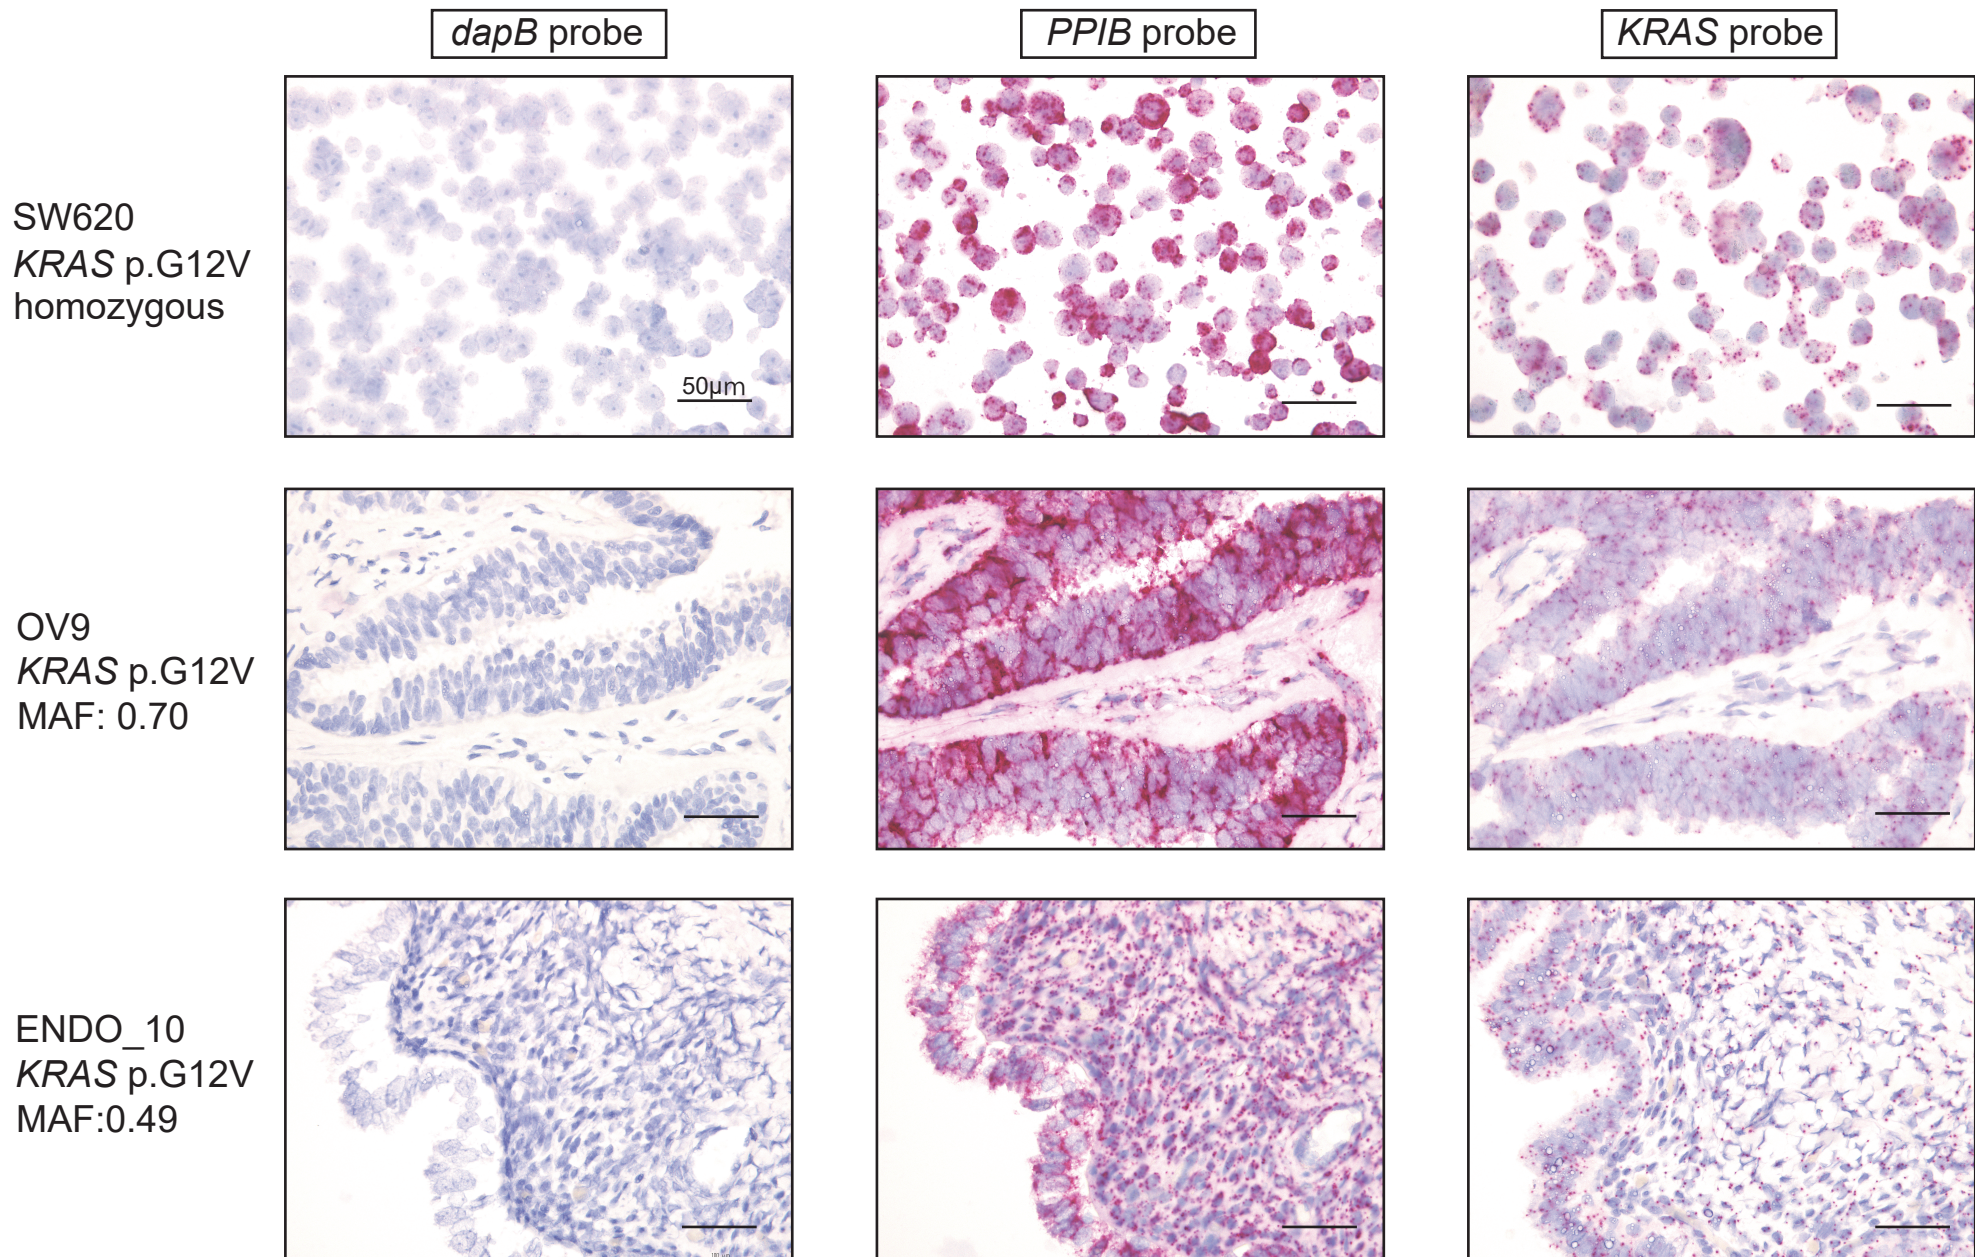 dapB probe
PPIB probe
KRAS probe
SW620
KRAS p.G12V
homozygous
50µm
OV9
KRAS p.G12V
MAF: 0.70
ENDO_10
KRAS p.G12V
MAF:0.49